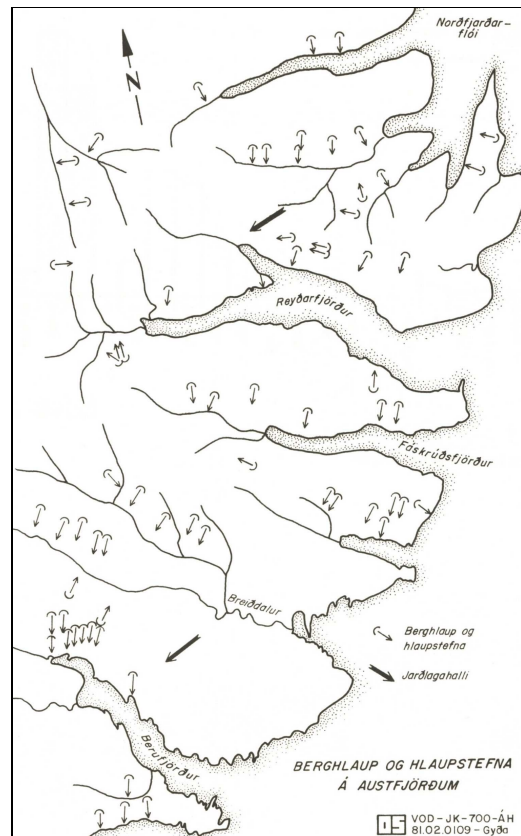 Norðfjarðar-
flói
N
Reyðarfjörður
Fáskrúðsfjörður
Breiðdalur
Berghlaup og
hlaupstefna
Jarðlagahalli
Berufjörður
BERGHLAUP OG HLAUPSTEFNA
Á AUSTFJÖRÐUM
OS VOD-JK-700-ÁH
81.02.0109-Gyða